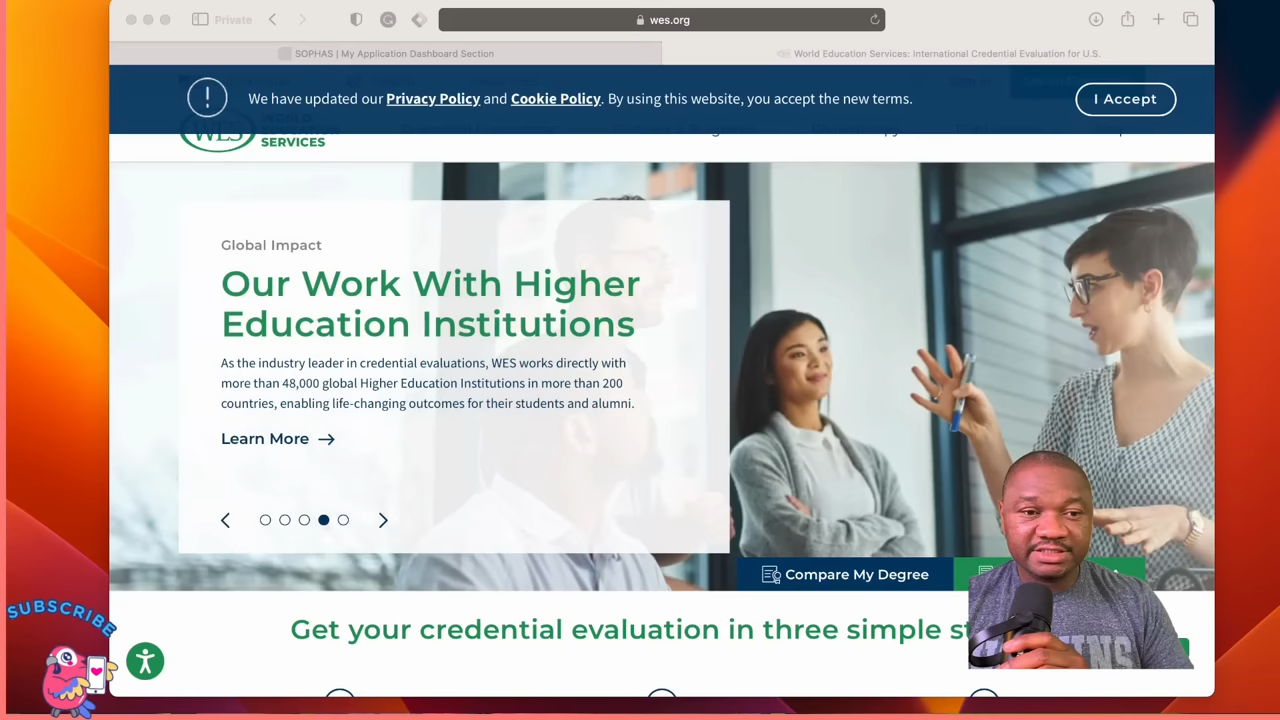 Private
wes.org
SOPHAS | My Application Dashboard Section
World Education Services: International Credential Evaluation for U.S.
We have updated our Privacy Policy and Cookie Policy. By using this website, you accept the new terms.
I Accept
WES
SERVICES
Global Impact
Our Work With Higher
Education Institutions
As the industry leader in credential evaluations, WES works directly with
more than 48,000 global Higher Education Institutions in more than 200
countries, enabling life-changing outcomes for their students and alumni.
Learn More
Compare My Degree
Get your credential evaluation in three simple st
SUBSCRIBE